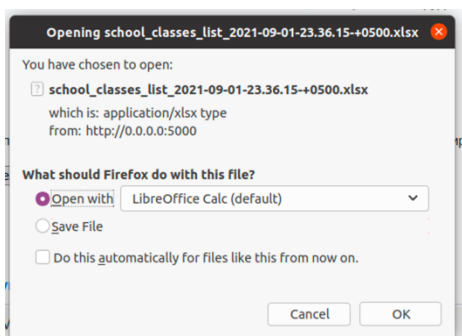 Opening school_classes_list_2021-09-01-23.36.15-+0500.xlsx
You have chosen to open:
school_classes_list_2021-09-01-23.36.15-+0500.xlsx
which is: application/xlsx type
from: http://0.0.0.0:5000
What should Firefox do with this file?
Open with LibreOffice Calc (default)
Save File
Do this automatically for files like this from now on.
Cancel OK